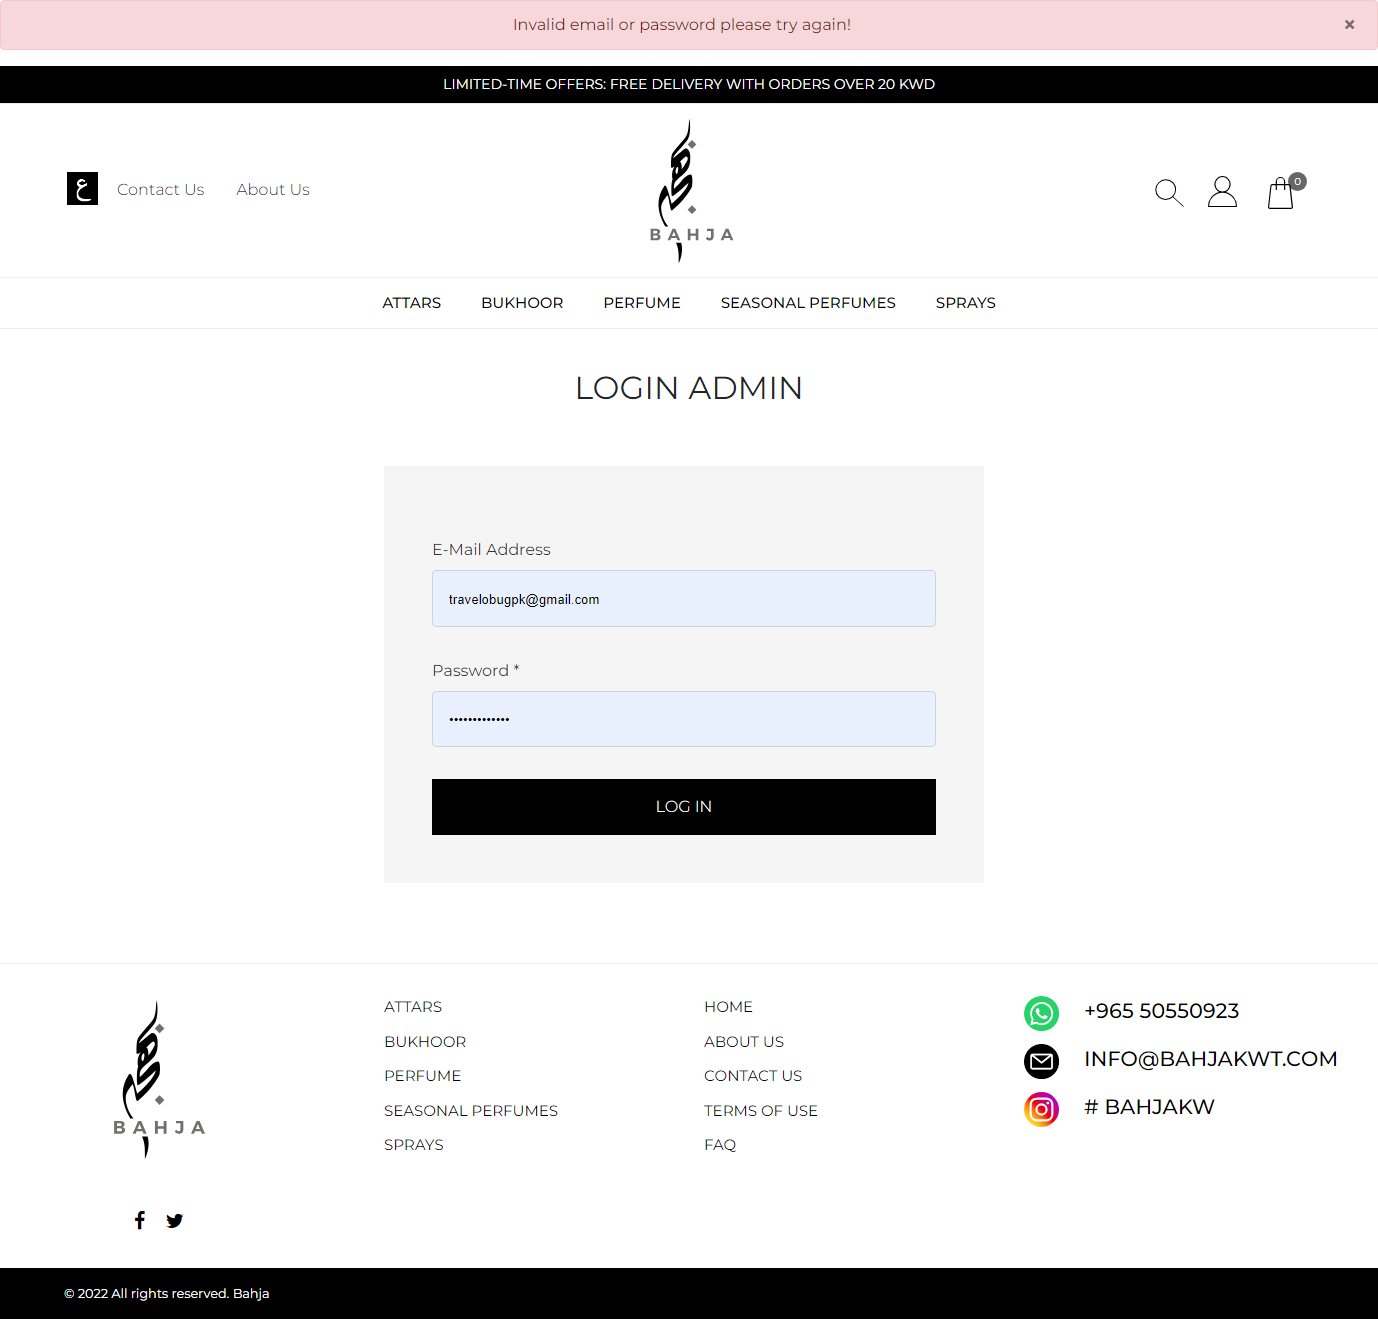 Invalid email or password please try again!
×
LIMITED-TIME OFFERS: FREE DELIVERY WITH ORDERS OVER 20 KWD
ع
Contact Us
About Us
BAHJA
0
ATTARS
BUKHOOR
PERFUME
SEASONAL PERFUMES
SPRAYS
LOGIN ADMIN
E-Mail Address
travelobugpk@gmail.com
Password *
•••••••••••••
LOG IN
BAHJA
ATTARS
BUKHOOR
PERFUME
SEASONAL PERFUMES
SPRAYS
HOME
ABOUT US
CONTACT US
TERMS OF USE
FAQ
+965 50550923
INFO@BAHJAKWT.COM
# BAHJAKW
© 2022 All rights reserved. Bahja